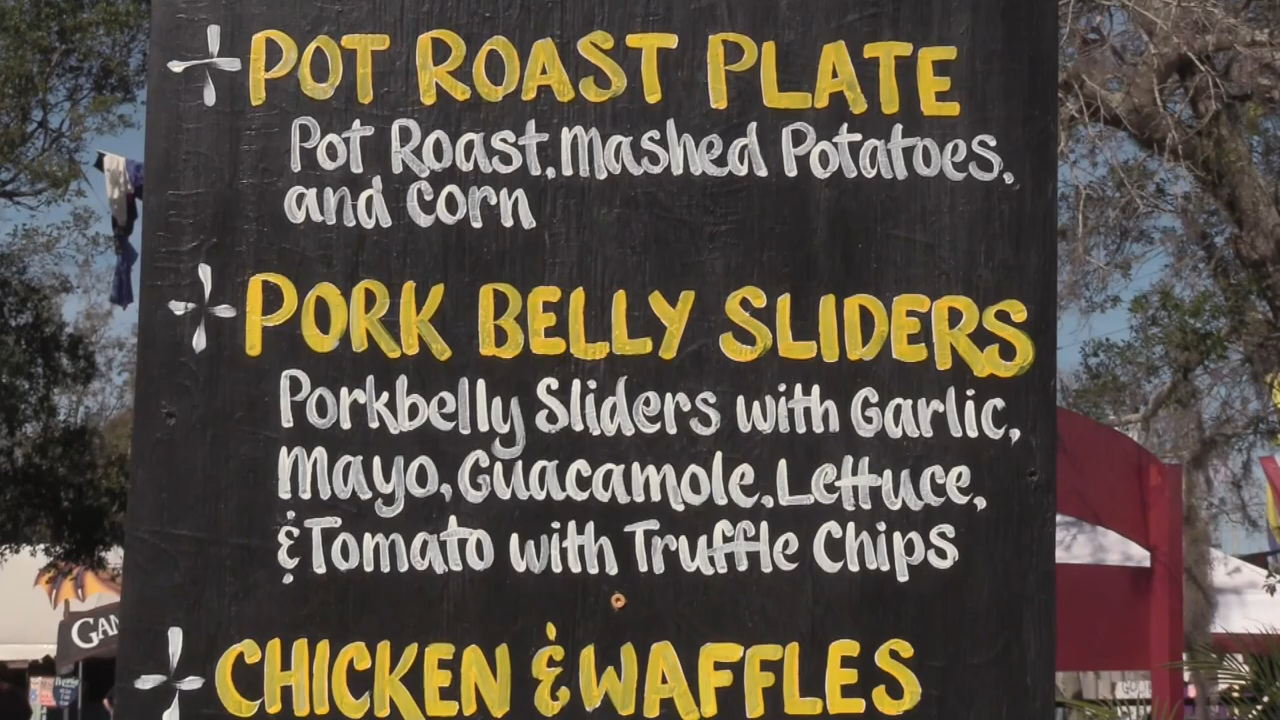 POT ROAST PLATE
Pot Roast, Mashed Potatoes,
and Corn
PORK BELLY SLIDERS
Porkbelly Sliders with Garlic,
Mayo, Guacamole, Lettuce,
& Tomato with Truffle Chips
CHICKEN & WAFFLES
GAM